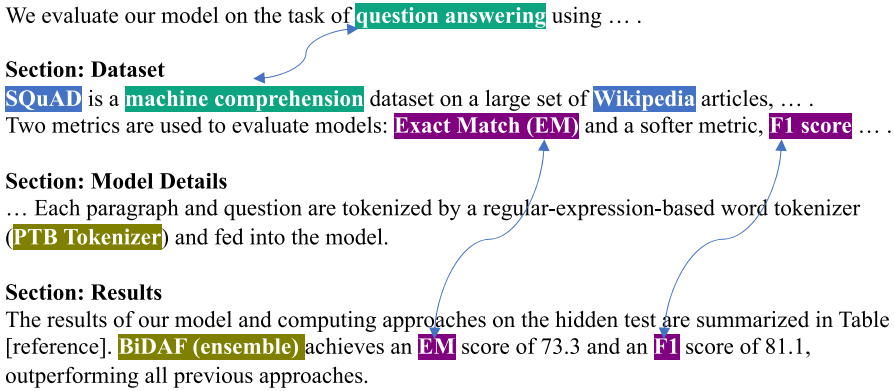 We evaluate our model on the task of question answering using … .
Section: Dataset
SQuAD is a machine comprehension dataset on a large set of Wikipedia articles, … .
Two metrics are used to evaluate models: Exact Match (EM) and a softer metric, F1 score … .
Section: Model Details
… Each paragraph and question are tokenized by a regular-expression-based word tokenizer
(PTB Tokenizer) and fed into the model.
Section: Results
The results of our model and computing approaches on the hidden test are summarized in Table
[reference]. BiDAF (ensemble) achieves an EM score of 73.3 and an F1 score of 81.1,
outperforming all previous approaches.